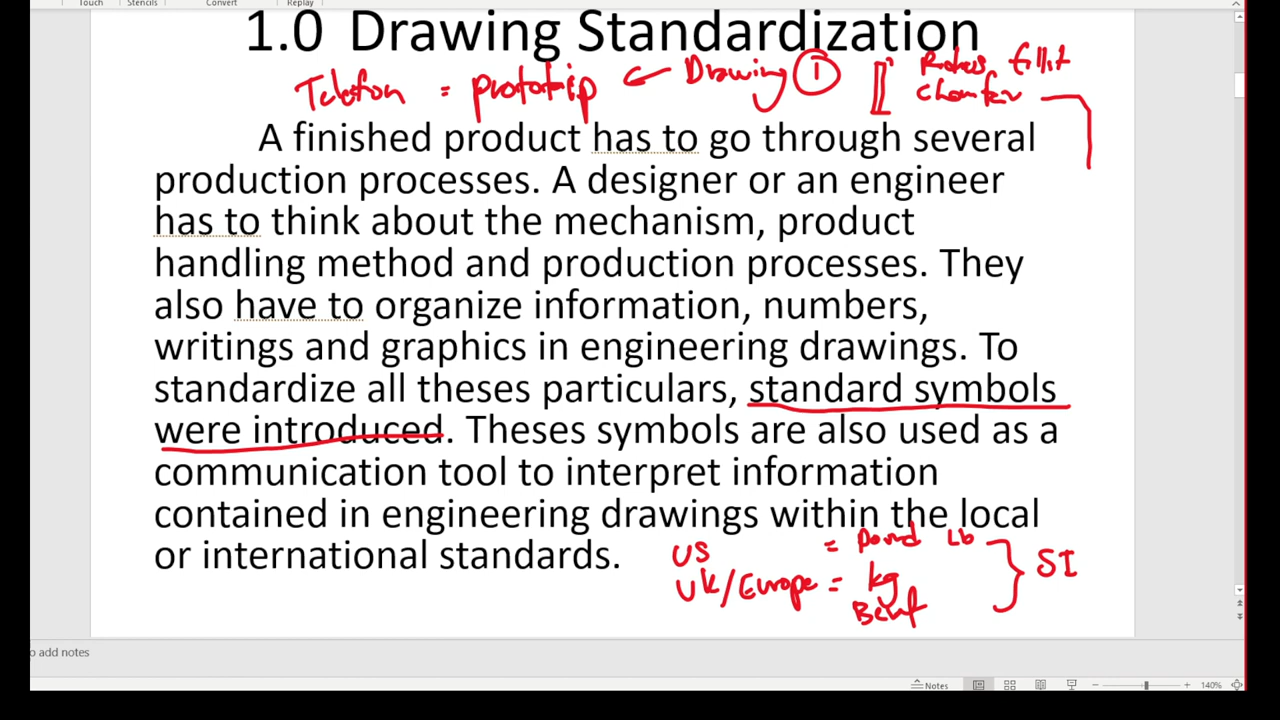 Touch Stencils Convert Replay
1.0 Drawing Standardization
Telefon = prototip ← Drawing 1 fillit
chamfer
A finished product has to go through several
production processes. A designer or an engineer
has to think about the mechanism, product
handling method and production processes. They
also have to organize information, numbers,
writings and graphics in engineering drawings. To
standardize all theses particulars, standard symbols
were introduced. Theses symbols are also used as a
communication tool to interpret information
contained in engineering drawings within the local
or international standards.
US = Pound Lb
UK/Europe = kg
SI
o add notes
Notes 140%